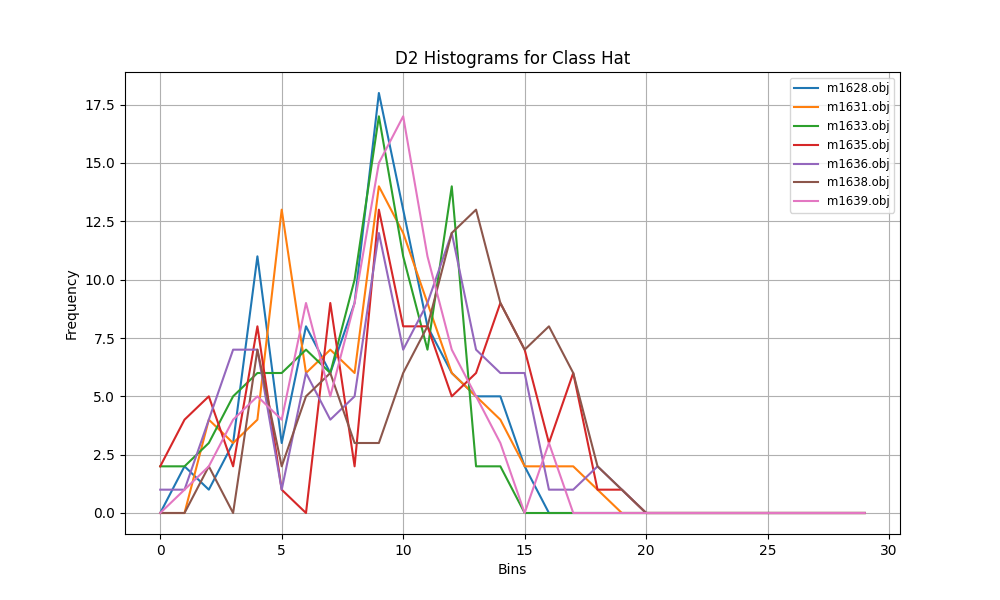 D2 Histograms for Class Hat
17.5
15.0
12.5
10.0
7.5
5.0
2.5
0.0
Frequency
0 5 10 15 20 25 30
Bins
m1628.obj
m1631.obj
m1633.obj
m1635.obj
m1636.obj
m1638.obj
m1639.obj